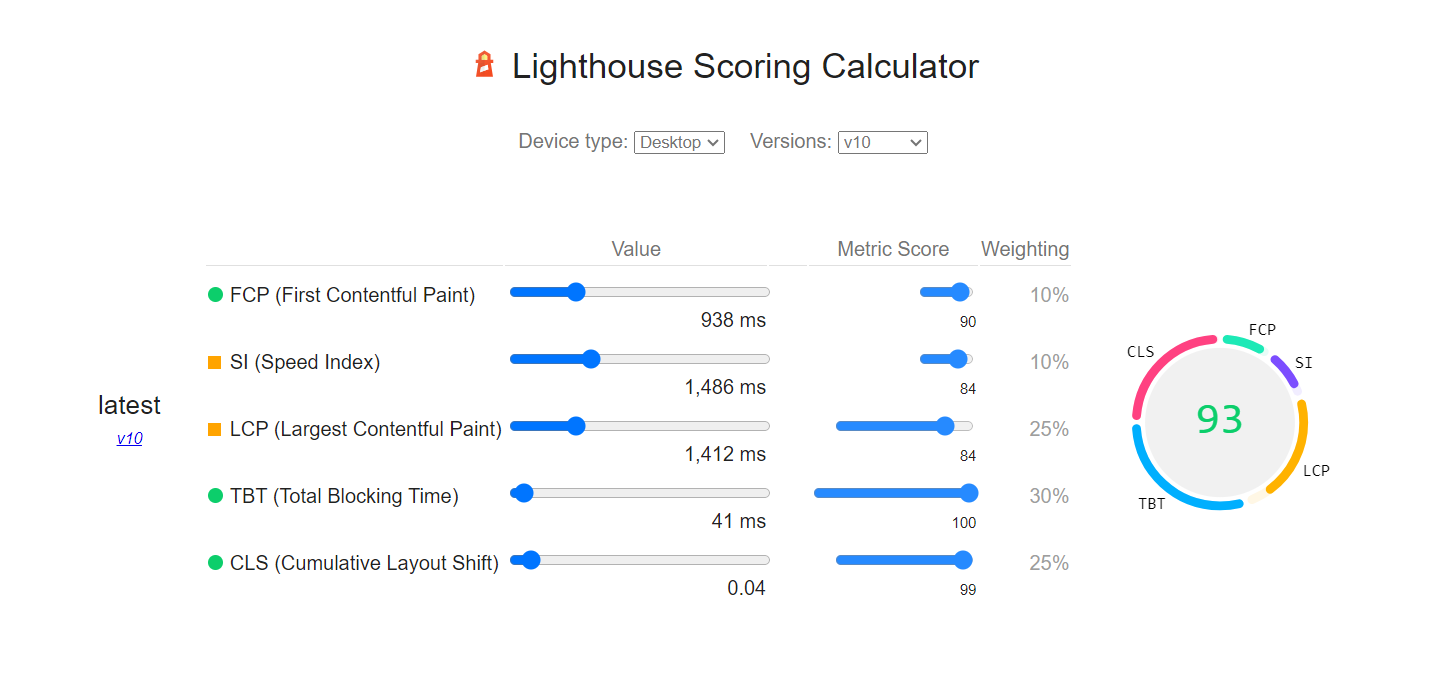 Lighthouse Scoring Calculator
Device type: Desktop Versions: v10
Value Metric Score Weighting
FCP (First Contentful Paint) 10%
938 ms 90
SI (Speed Index) 10%
1,486 ms 84
latest
v10
LCP (Largest Contentful Paint) 25%
1,412 ms 84
TBT (Total Blocking Time) 30%
41 ms 100
CLS (Cumulative Layout Shift) 25%
0.04 99
FCP
CLS
SI
93
LCP
TBT